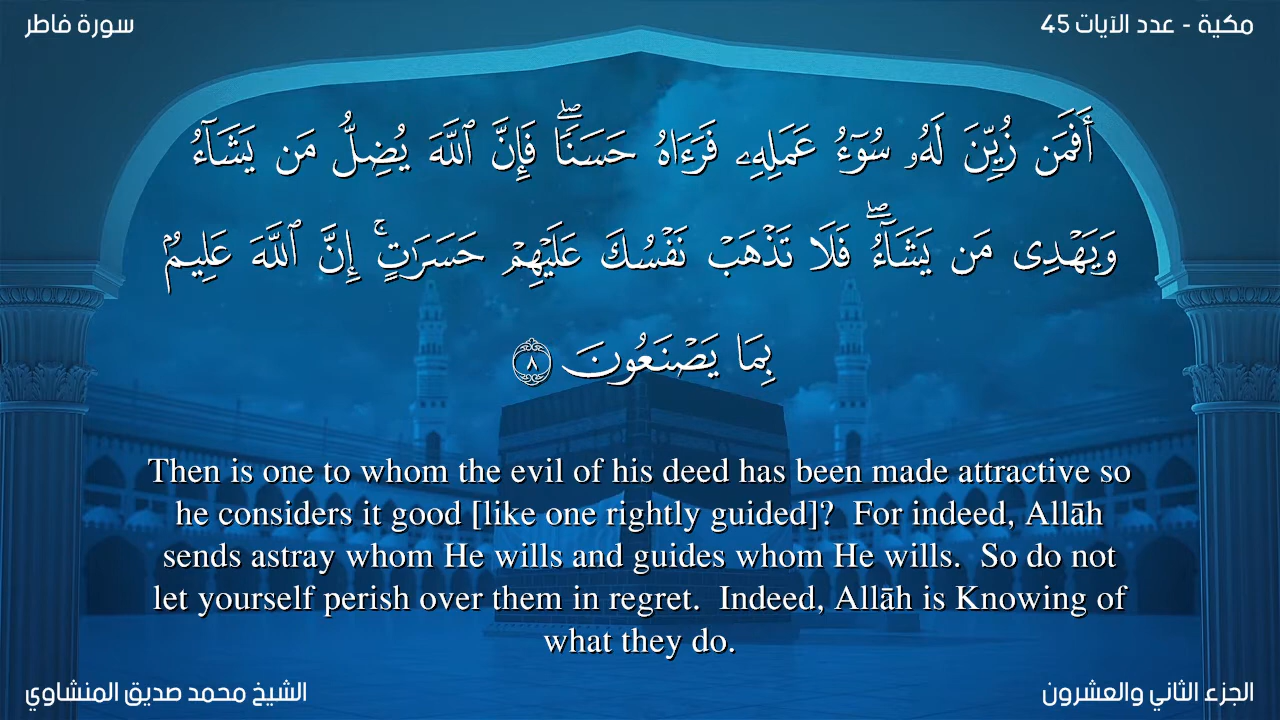 مكية - عدد الآيات 45
سورة فاطر
أَفَمَن زُيِّنَ لَهُۥ سُوٓءُ عَمَلِهِۦ فَرَءَاهُ حَسَنٗاۖ فَإِنَّ ٱللَّهَ يُضِلُّ مَن يَشَآءُ
وَيَهۡدِى مَن يَشَآءُۖ فَلَا تَذۡهَبۡ نَفۡسُكَ عَلَيۡهِمۡ حَسَرَٰتٍۚ إِنَّ ٱللَّهَ عَلِيمُۢ
بِمَا يَصۡنَعُونَ ٨
Then is one to whom the evil of his deed has been made attractive so
he considers it good [like one rightly guided]?  For indeed, Allāh
sends astray whom He wills and guides whom He wills.  So do not
let yourself perish over them in regret.  Indeed, Allāh is Knowing of
what they do.
الجزء الثاني والعشرون
الشيخ محمد صديق المنشاوي